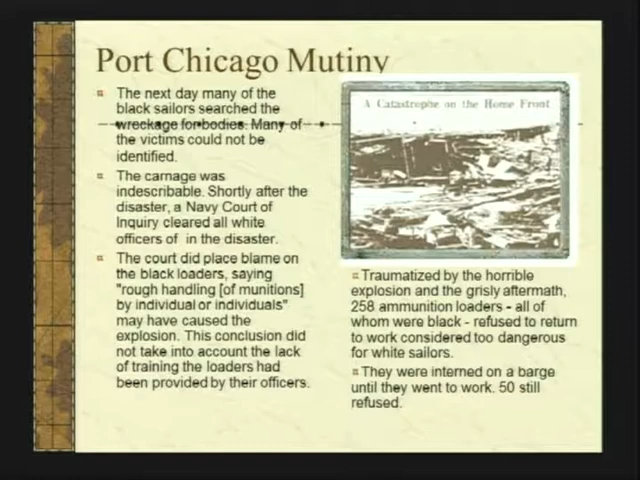 Port Chicago Mutiny
The next day many of the
black sailors searched the
wreckage for bodies. Many of
the victims could not be
identified.
The carnage was
indescribable. Shortly after the
disaster, a Navy Court of
Inquiry cleared all white
officers of in the disaster.
The court did place blame on
the black loaders, saying
"rough handling [of munitions]
by individual or individuals"
may have caused the
explosion. This conclusion did
not take into account the lack
of training the loaders had
been provided by their officers.
A Catastrophe on the Home Front
Traumatized by the horrible
explosion and the grisly aftermath,
258 ammunition loaders - all of
whom were black - refused to return
to work considered too dangerous
for white sailors.
They were interned on a barge
until they went to work. 50 still
refused.